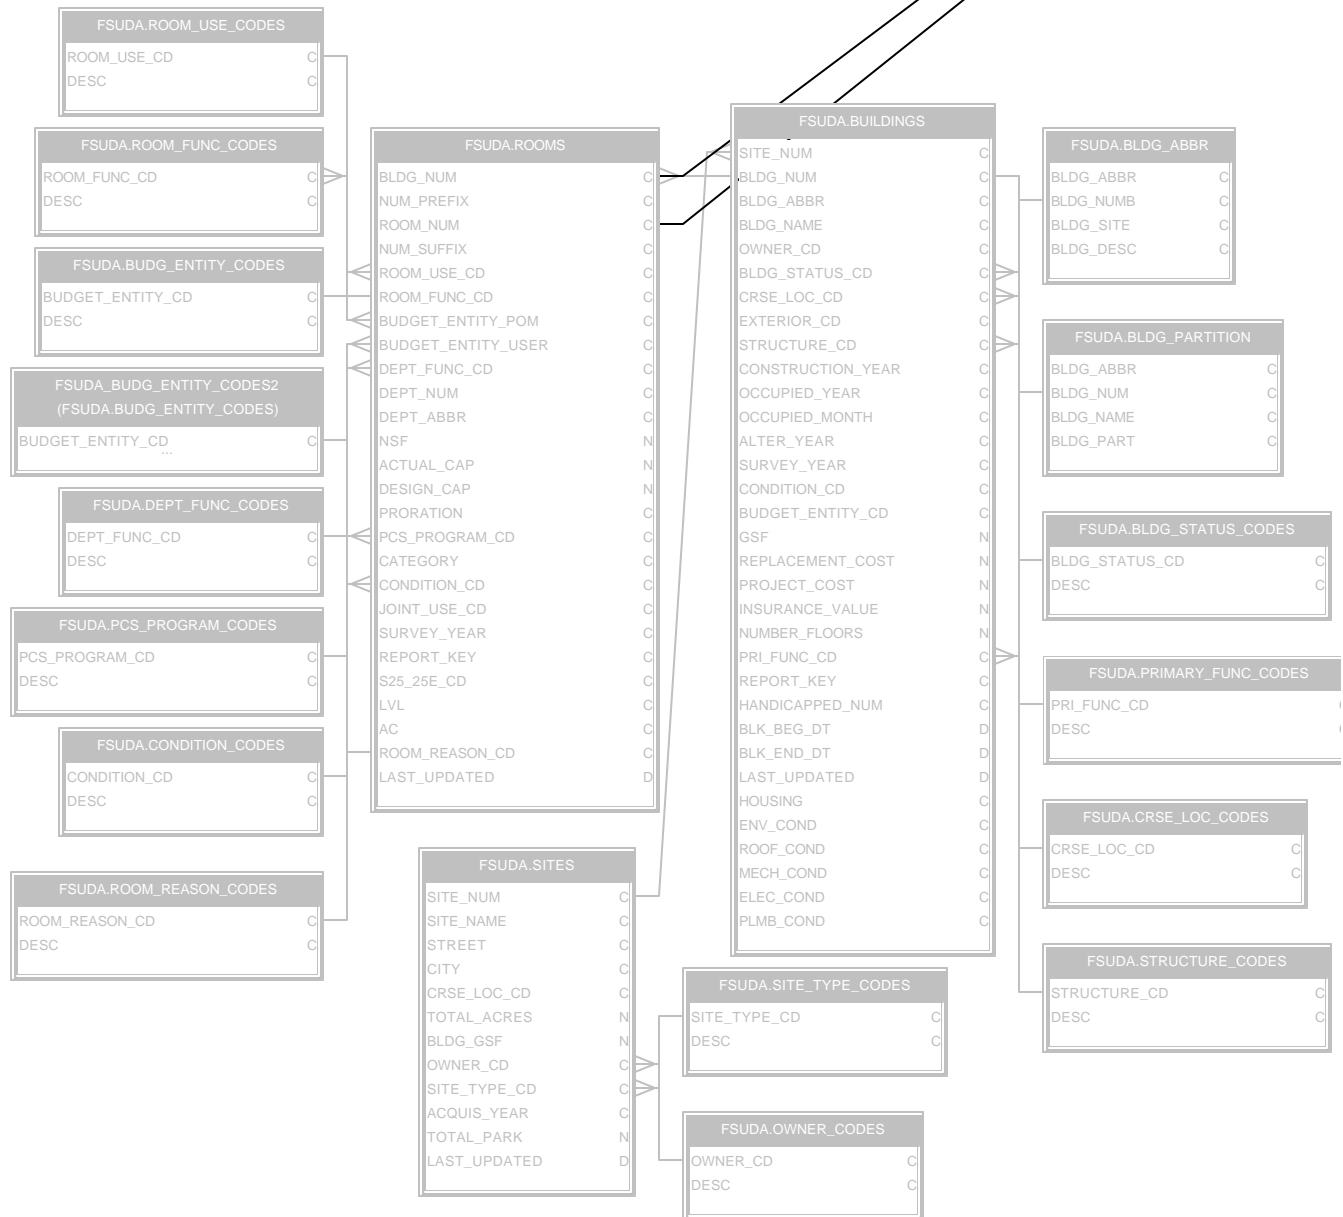 FSUDA.ROOM_USE_CODES
ROOM_USE_CD C
DESC C
FSUDA.ROOM_FUNC_CODES
ROOM_FUNC_CD C
DESC C
FSUDA.BUDG_ENTITY_CODES
BUDGET_ENTITY_CD C
DESC C
FSUDA_BUDG_ENTITY_CODES2
(FSUDA.BUDG_ENTITY_CODES)
BUDGET_ENTITY_CD C
...
FSUDA.DEPT_FUNC_CODES
DEPT_FUNC_CD C
DESC C
FSUDA.PCS_PROGRAM_CODES
PCS_PROGRAM_CD C
DESC C
FSUDA.CONDITION_CODES
CONDITION_CD C
DESC C
FSUDA.ROOM_REASON_CODES
ROOM_REASON_CD C
DESC C
FSUDA.ROOMS
BLDG_NUM C
NUM_PREFIX C
ROOM_NUM C
NUM_SUFFIX C
ROOM_USE_CD C
ROOM_FUNC_CD C
BUDGET_ENTITY_POM C
BUDGET_ENTITY_USER C
DEPT_FUNC_CD C
DEPT_NUM C
DEPT_ABBR C
NSF N
ACTUAL_CAP N
DESIGN_CAP N
PRORATION C
PCS_PROGRAM_CD C
CATEGORY C
CONDITION_CD C
JOINT_USE_CD C
SURVEY_YEAR C
REPORT_KEY C
S25_25E_CD C
LVL C
AC C
ROOM_REASON_CD C
LAST_UPDATED D
FSUDA.SITES
SITE_NUM C
SITE_NAME C
STREET C
CITY C
CRSE_LOC_CD C
TOTAL_ACRES N
BLDG_GSF N
OWNER_CD C
SITE_TYPE_CD C
ACQUIS_YEAR C
TOTAL_PARK N
LAST_UPDATED D
FSUDA.BUILDINGS
SITE_NUM C
BLDG_NUM C
BLDG_ABBR C
BLDG_NAME C
OWNER_CD C
BLDG_STATUS_CD C
CRSE_LOC_CD C
EXTERIOR_CD C
STRUCTURE_CD C
CONSTRUCTION_YEAR C
OCCUPIED_YEAR C
OCCUPIED_MONTH C
ALTER_YEAR C
SURVEY_YEAR C
CONDITION_CD C
BUDGET_ENTITY_CD C
GSF N
REPLACEMENT_COST N
PROJECT_COST N
INSURANCE_VALUE N
NUMBER_FLOORS N
PRI_FUNC_CD C
REPORT_KEY C
HANDICAPPED_NUM C
BLK_BEG_DT D
BLK_END_DT D
LAST_UPDATED D
HOUSING C
ENV_COND C
ROOF_COND C
MECH_COND C
ELEC_COND C
PLMB_COND C
FSUDA.SITE_TYPE_CODES
SITE_TYPE_CD C
DESC C
FSUDA.OWNER_CODES
OWNER_CD C
DESC C
FSUDA.BLDG_ABBR
BLDG_ABBR C
BLDG_NUMB C
BLDG_SITE C
BLDG_DESC C
FSUDA.BLDG_PARTITION
BLDG_ABBR C
BLDG_NUM C
BLDG_NAME C
BLDG_PART C
FSUDA.BLDG_STATUS_CODES
BLDG_STATUS_CD C
DESC C
FSUDA.PRIMARY_FUNC_CODES
PRI_FUNC_CD
DESC
FSUDA.CRSE_LOC_CODES
CRSE_LOC_CD C
DESC C
FSUDA.STRUCTURE_CODES
STRUCTURE_CD C
DESC C